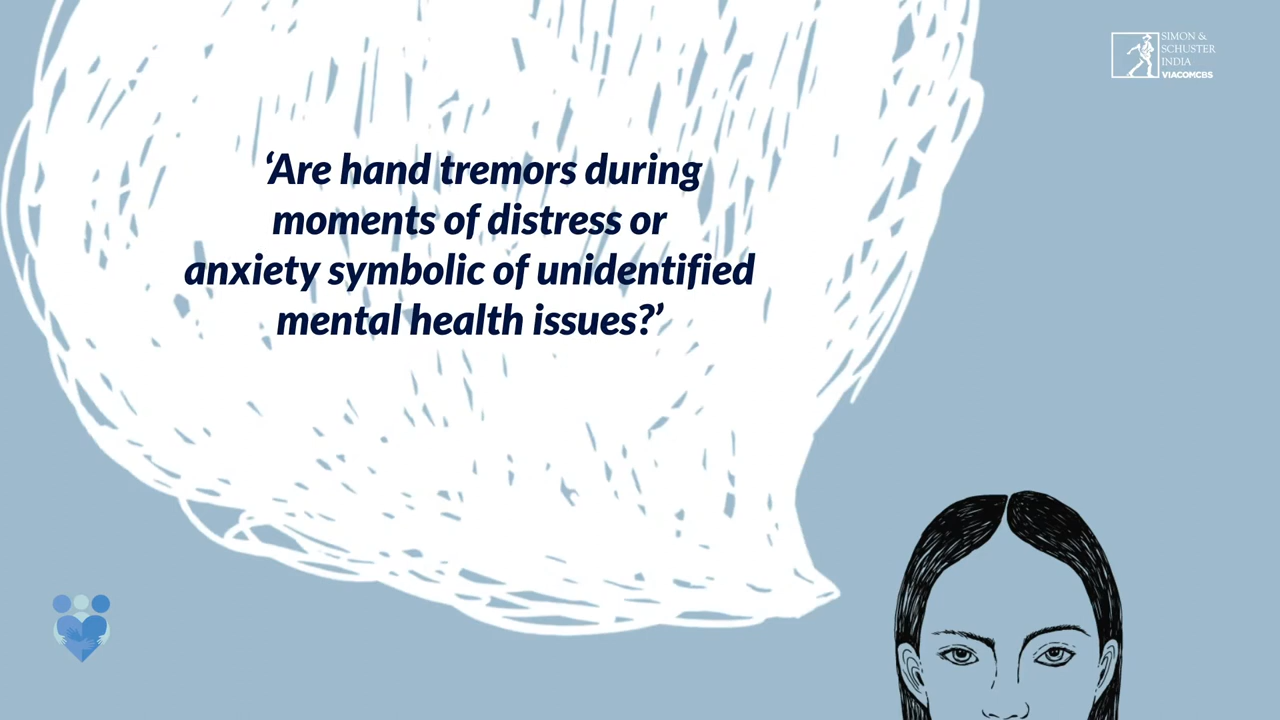 ‘Are hand tremors during
moments of distress or
anxiety symbolic of unidentified
mental health issues?’
SIMON &
SCHUSTER
INDIA
VIACOMCBS